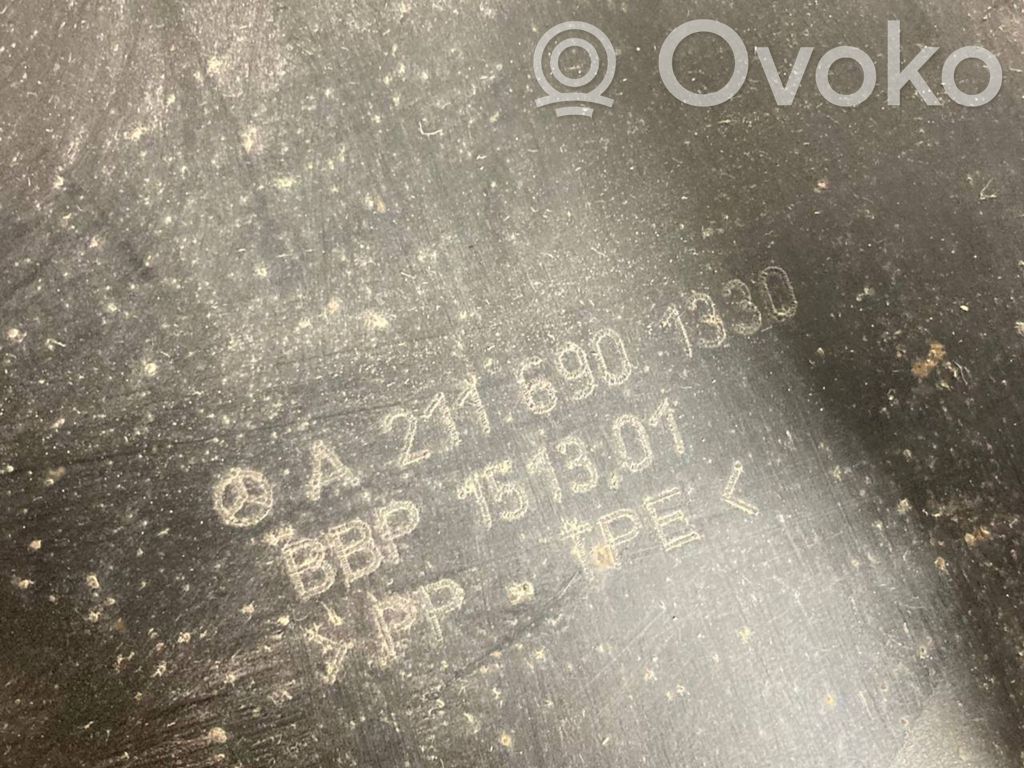 Ovoko
A 211 690 1330
BBP 1513.01
>PP - TPE<